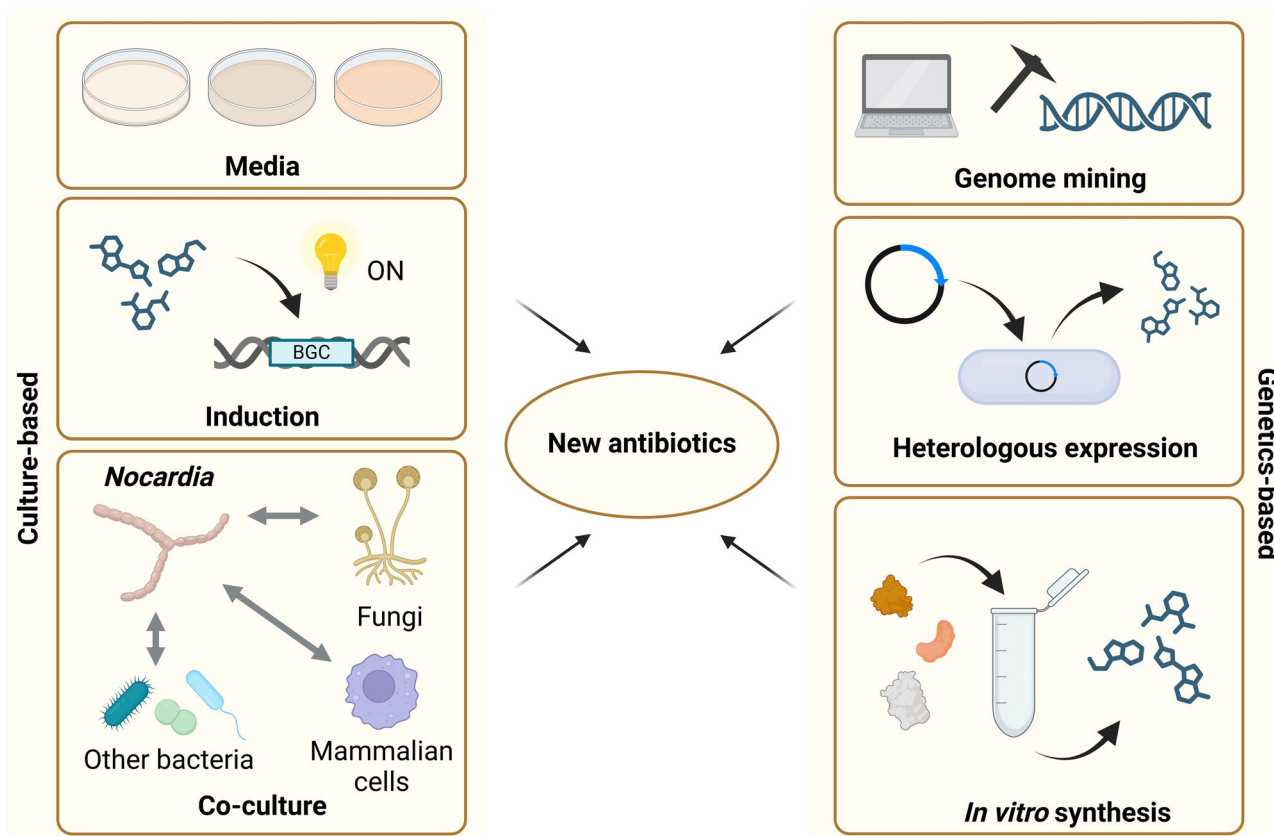 Culture-based
Media
ON
BGC
Induction
Nocardia
Fungi
Other bacteria
Mammalian
cells
Co-culture
New antibiotics
Genome mining
Heterologous expression
In vitro synthesis
Genetics-based